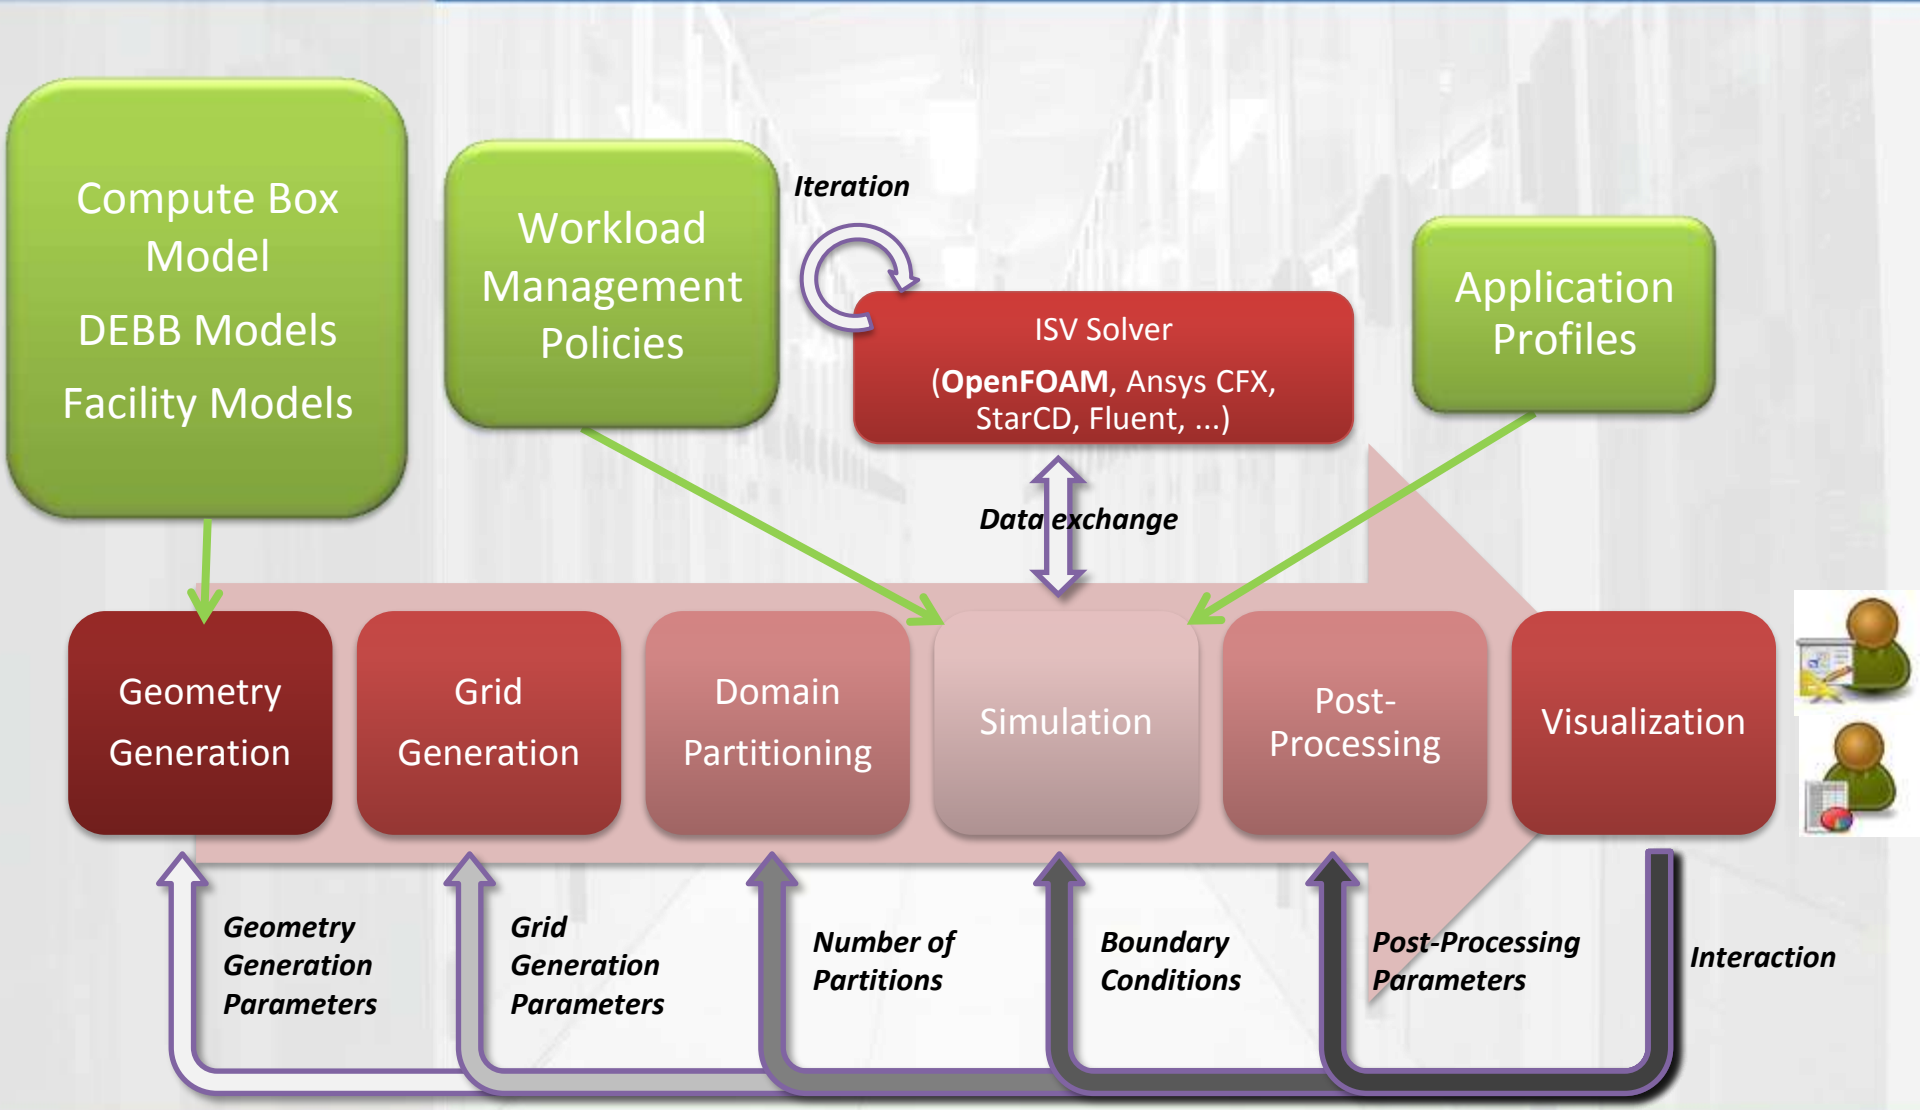 Compute Box
Model
DEBB Models
Facility Models
Workload
Management
Policies
Iteration
ISV Solver
(OpenFOAM, Ansys CFX,
StarCD, Fluent, ...)
Application
Profiles
Data exchange
Geometry
Generation
Grid
Generation
Domain
Partitioning
Simulation
Post-
Processing
Visualization
Geometry
Generation
Parameters
Grid
Generation
Parameters
Number of
Partitions
Boundary
Conditions
Post-Processing
Parameters
Interaction